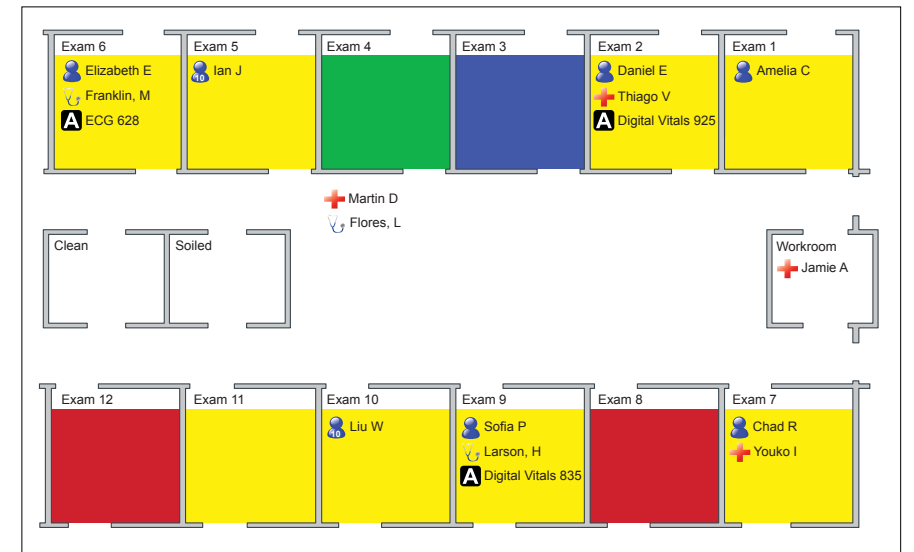 Exam 6
Exam 5
Exam 4
Exam 3
Exam 2
Exam 1
Elizabeth E
Franklin, M
A ECG 628
Ian J
10
Daniel E
Thiago V
A Digital Vitals 925
Amelia C
Martin D
Flores, L
Clean
Soiled
Workroom
Jamie A
Exam 12
Exam 11
Exam 10
Exam 9
Exam 8
Exam 7
Liu W
10
Sofia P
Larson, H
A Digital Vitals 835
Chad R
Youko I